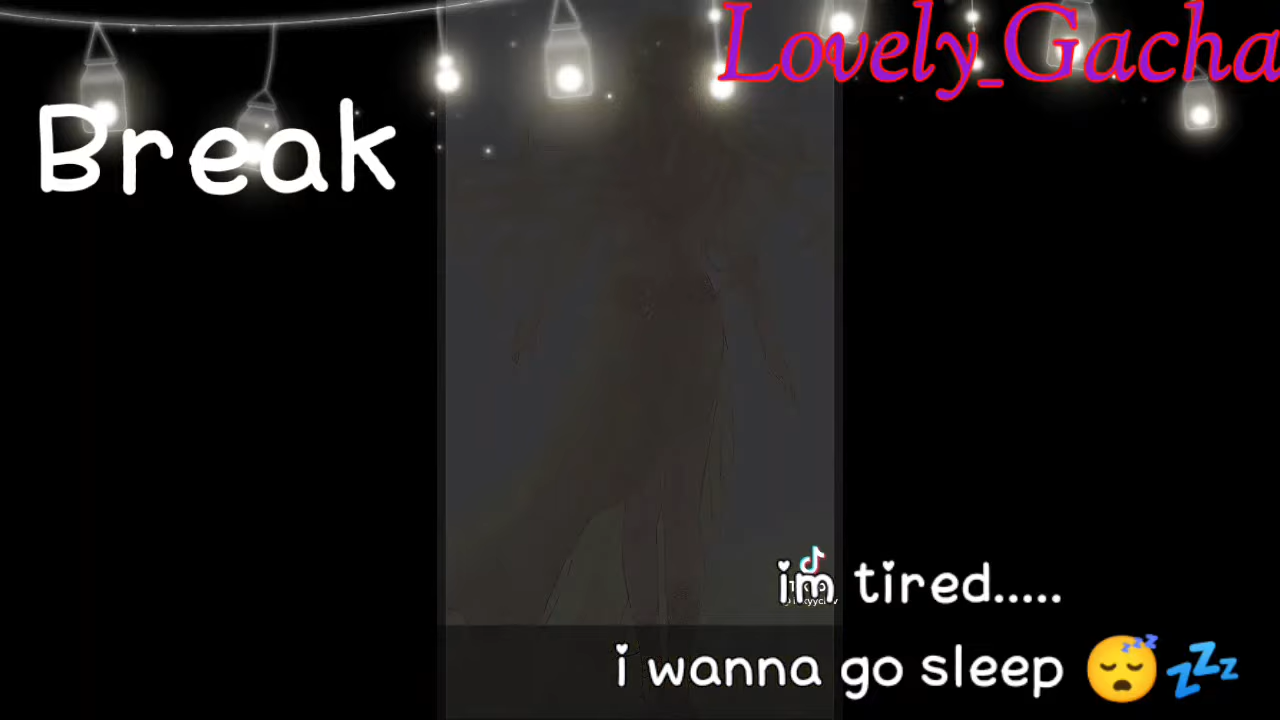 Lovely_Gacha
Break
im tired.....
i wanna go sleep 😴💤